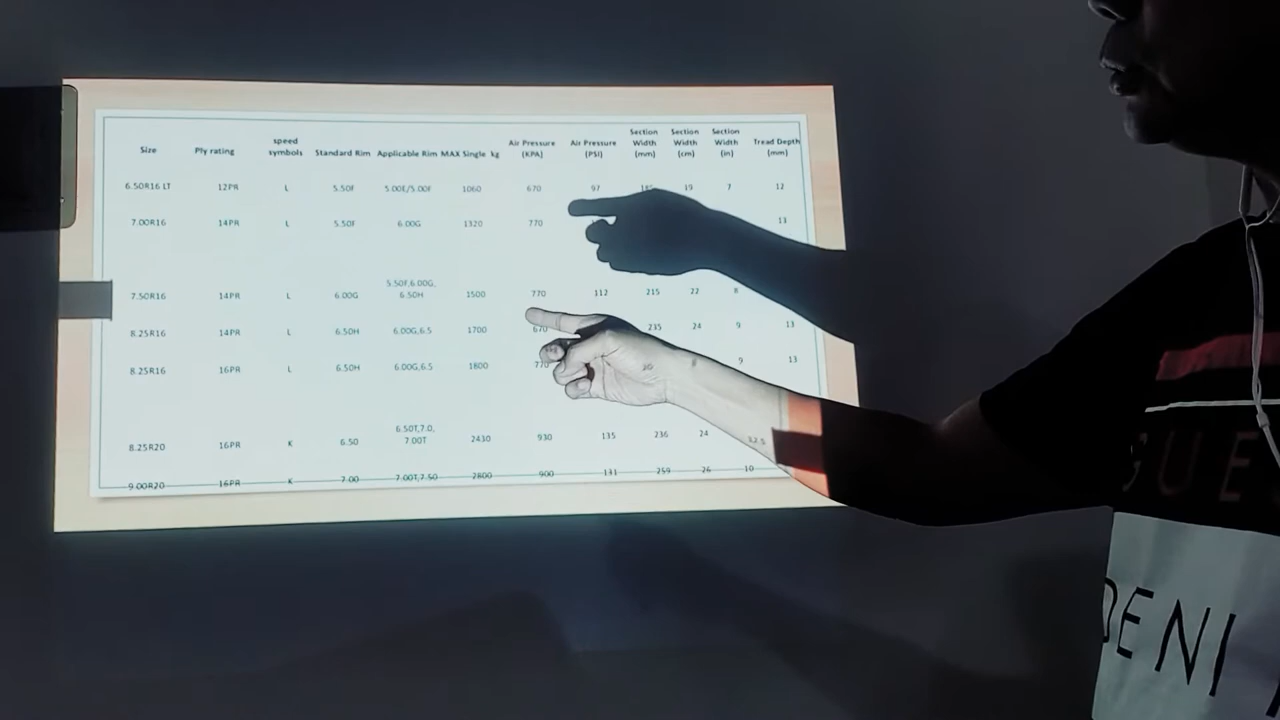 Size Ply rating speed symbols Standard Rim Applicable Rim MAX Single kg Air Pressure (KPA) Air Pressure (PSI) Section Width (mm) Section Width (cm) Section Width (in) Tread Depth (mm)
6.50R16 LT 12PR L 5.50F 5.00E/5.00F 1060 670 97 19 7 12
7.00R16 14PR L 5.50F 6.00G 1320 770 13
7.50R16 14PR L 6.00G 5.50F,6.00G, 6.50H 1500 770 112 215 22 8
8.25R16 14PR L 6.50H 6.00G,6.5 1700 670 235 24 9 13
8.25R16 16PR L 6.50H 6.00G,6.5 1800 770 9 13
8.25R20 16PR K 6.50 6.50T,7.0, 7.00T 2430 930 135 236 24 12.5
9.00R20 16PR K 7.00 7.00T,7.50 2800 900 131 259 26 10
DENI